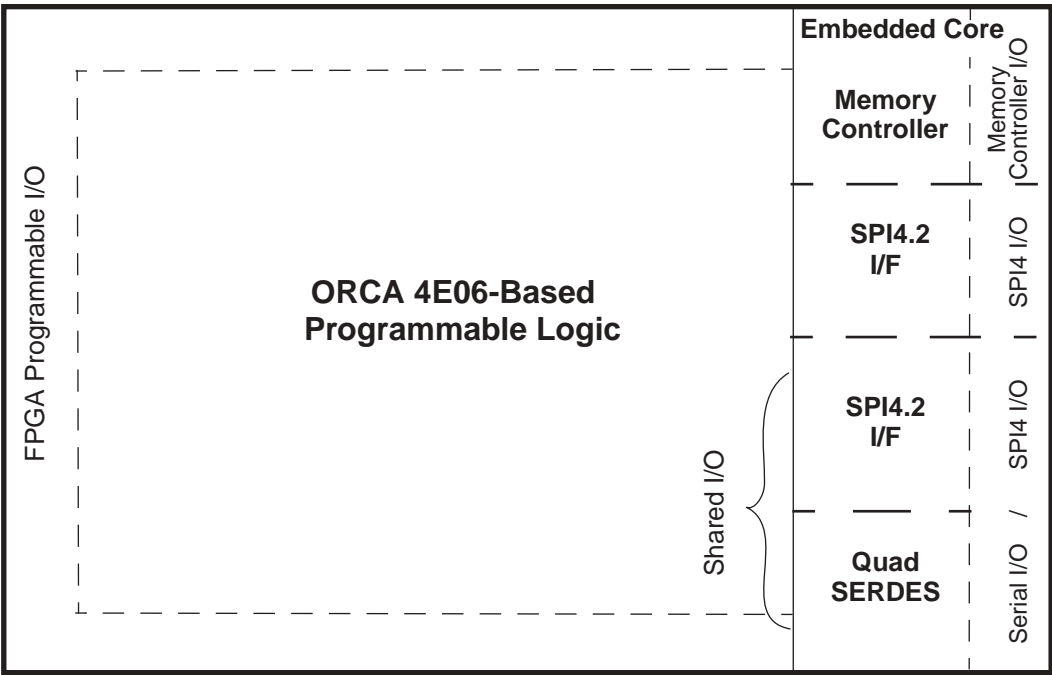 Embedded Core
Memory
Controller
Memory
Controller I/O
FPGA Programmable I/O
ORCA 4E06-Based
Programmable Logic
SPI4.2
I/F
SPI4 I/O
Shared I/O
SPI4.2
I/F
SPI4 I/O
/
Quad
SERDES
Serial I/O